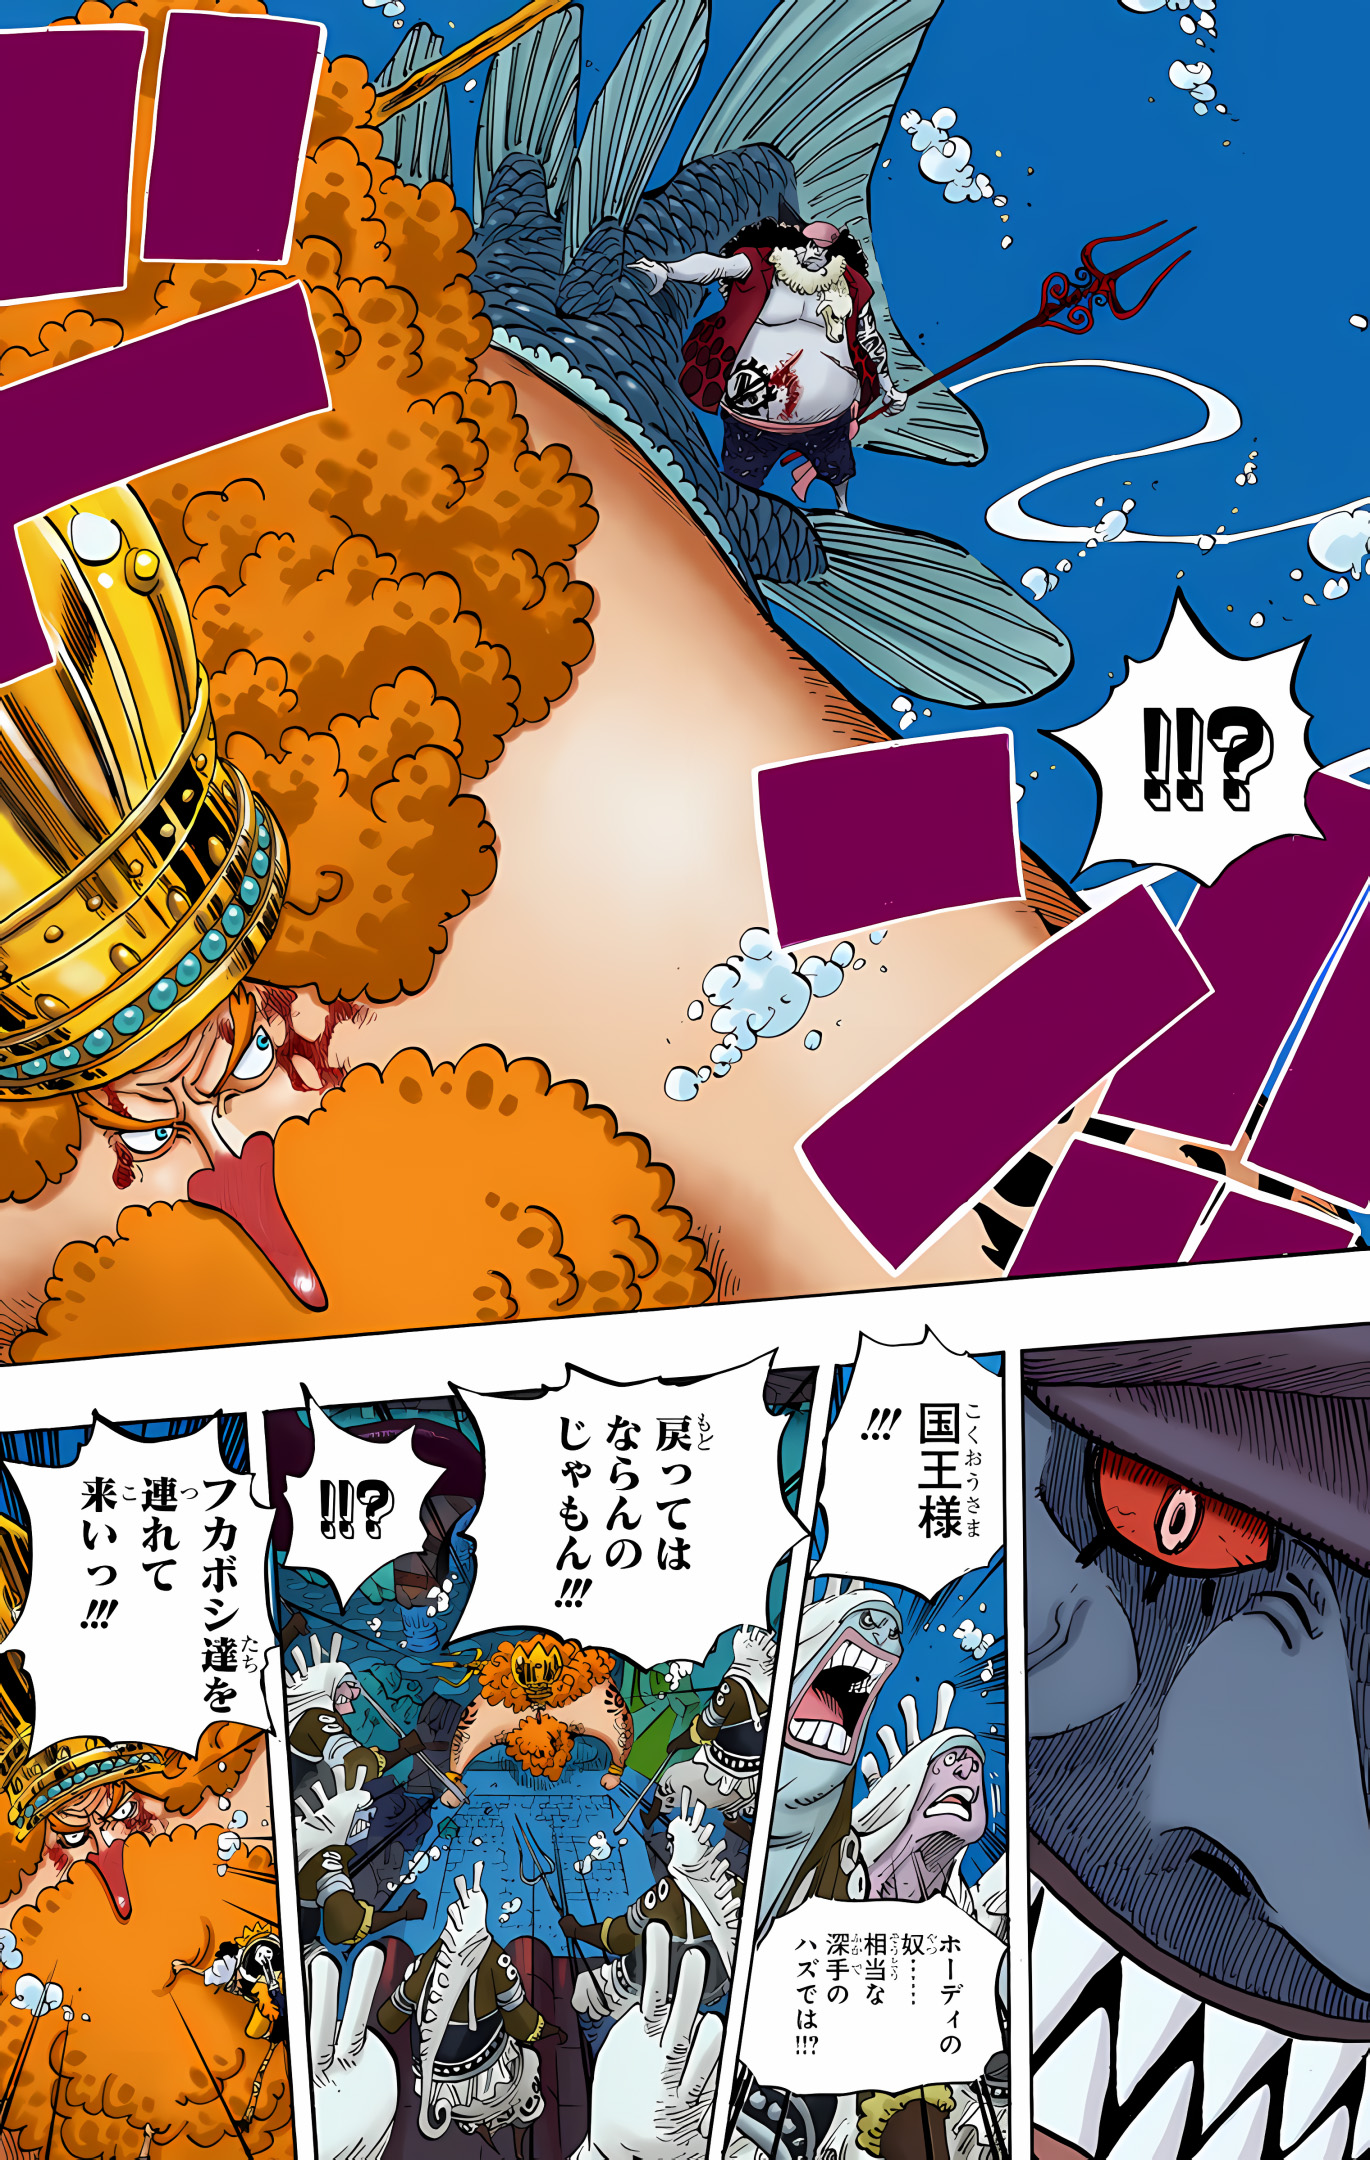 !!?
国王様
!!!
ホーディの
奴……
相当な
深手の
ハズでは!!?
戻っては
ならんの
じゃもん!!!
!!?
フカボシ達を
連れて
来いっ!!!